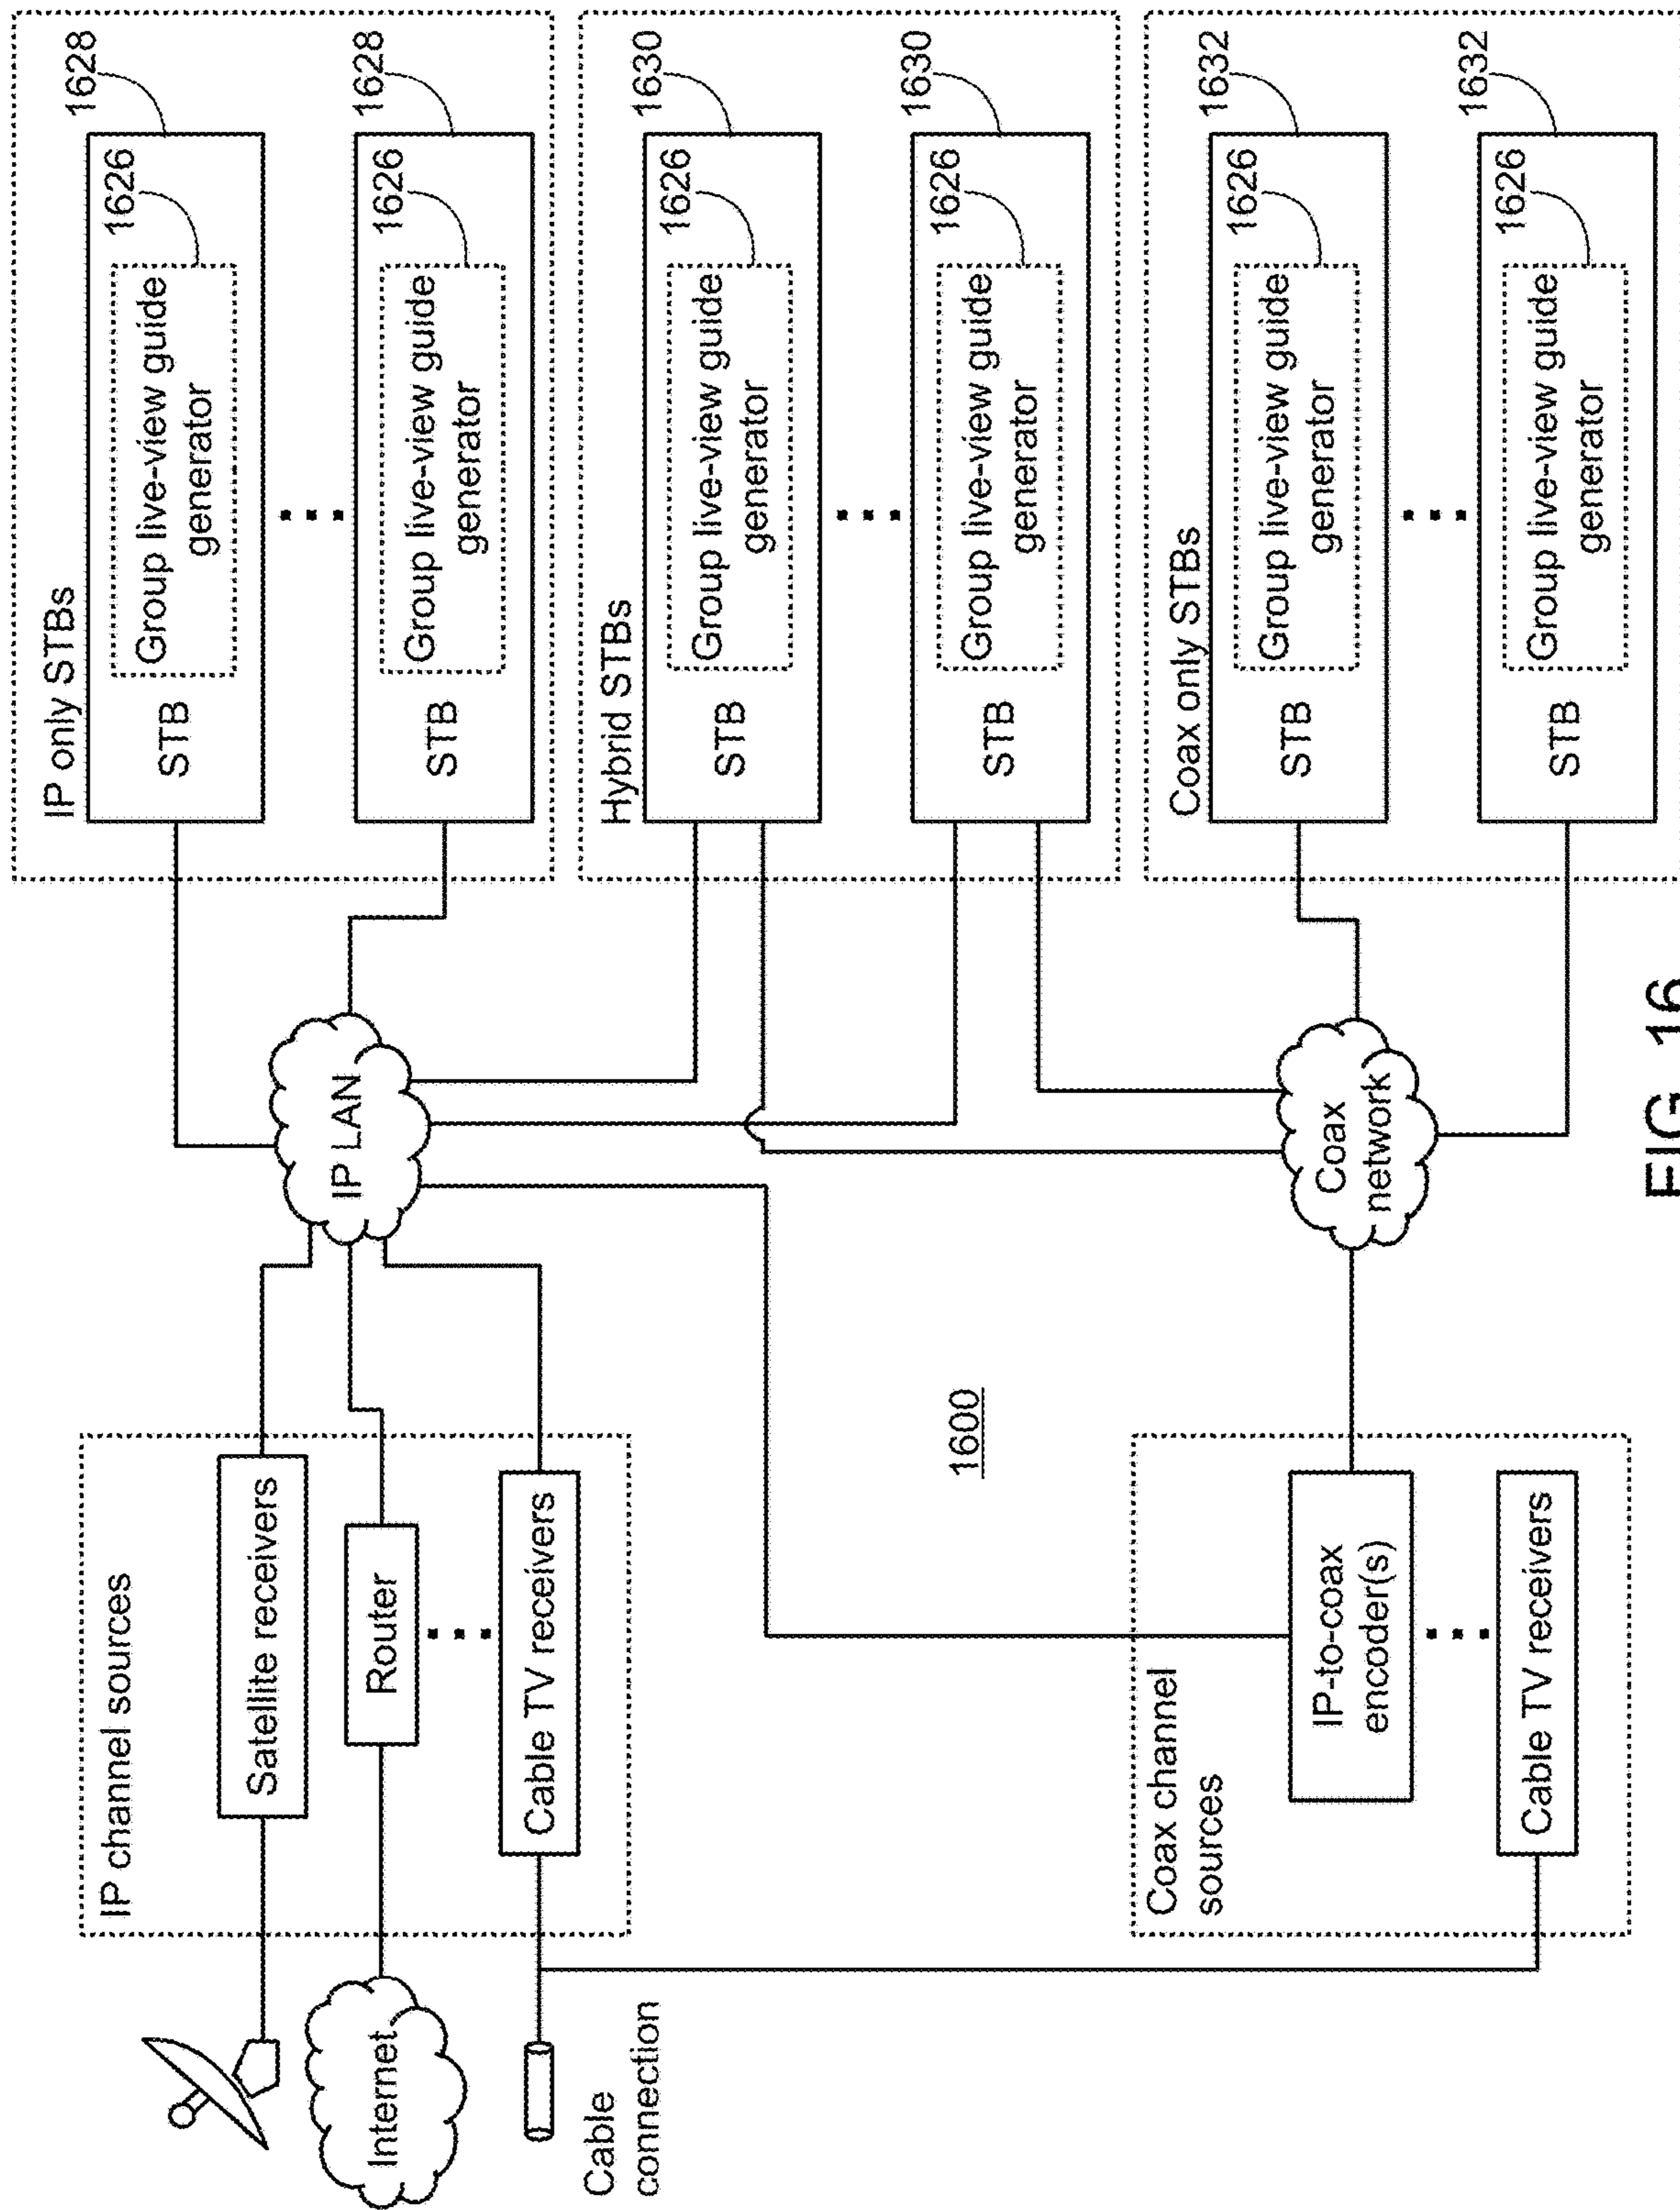 IP channel sources
Satellite receivers
Router
Cable TV receivers
Internet
Cable
connection
IP LAN
1600
Coax channel
sources
IP-to-coax
encoder(s)
Cable TV receivers
Coax
network
IP only STBs
1628
STB
Group live-view guide
generator
1626
1628
STB
Group live-view guide
generator
1626
Hybrid STBs
1630
STB
Group live-view guide
generator
1626
1630
STB
Group live-view guide
generator
1626
Coax only STBs
1632
STB
Group live-view guide
generator
1626
1632
STB
Group live-view guide
generator
1626
FIG. 16